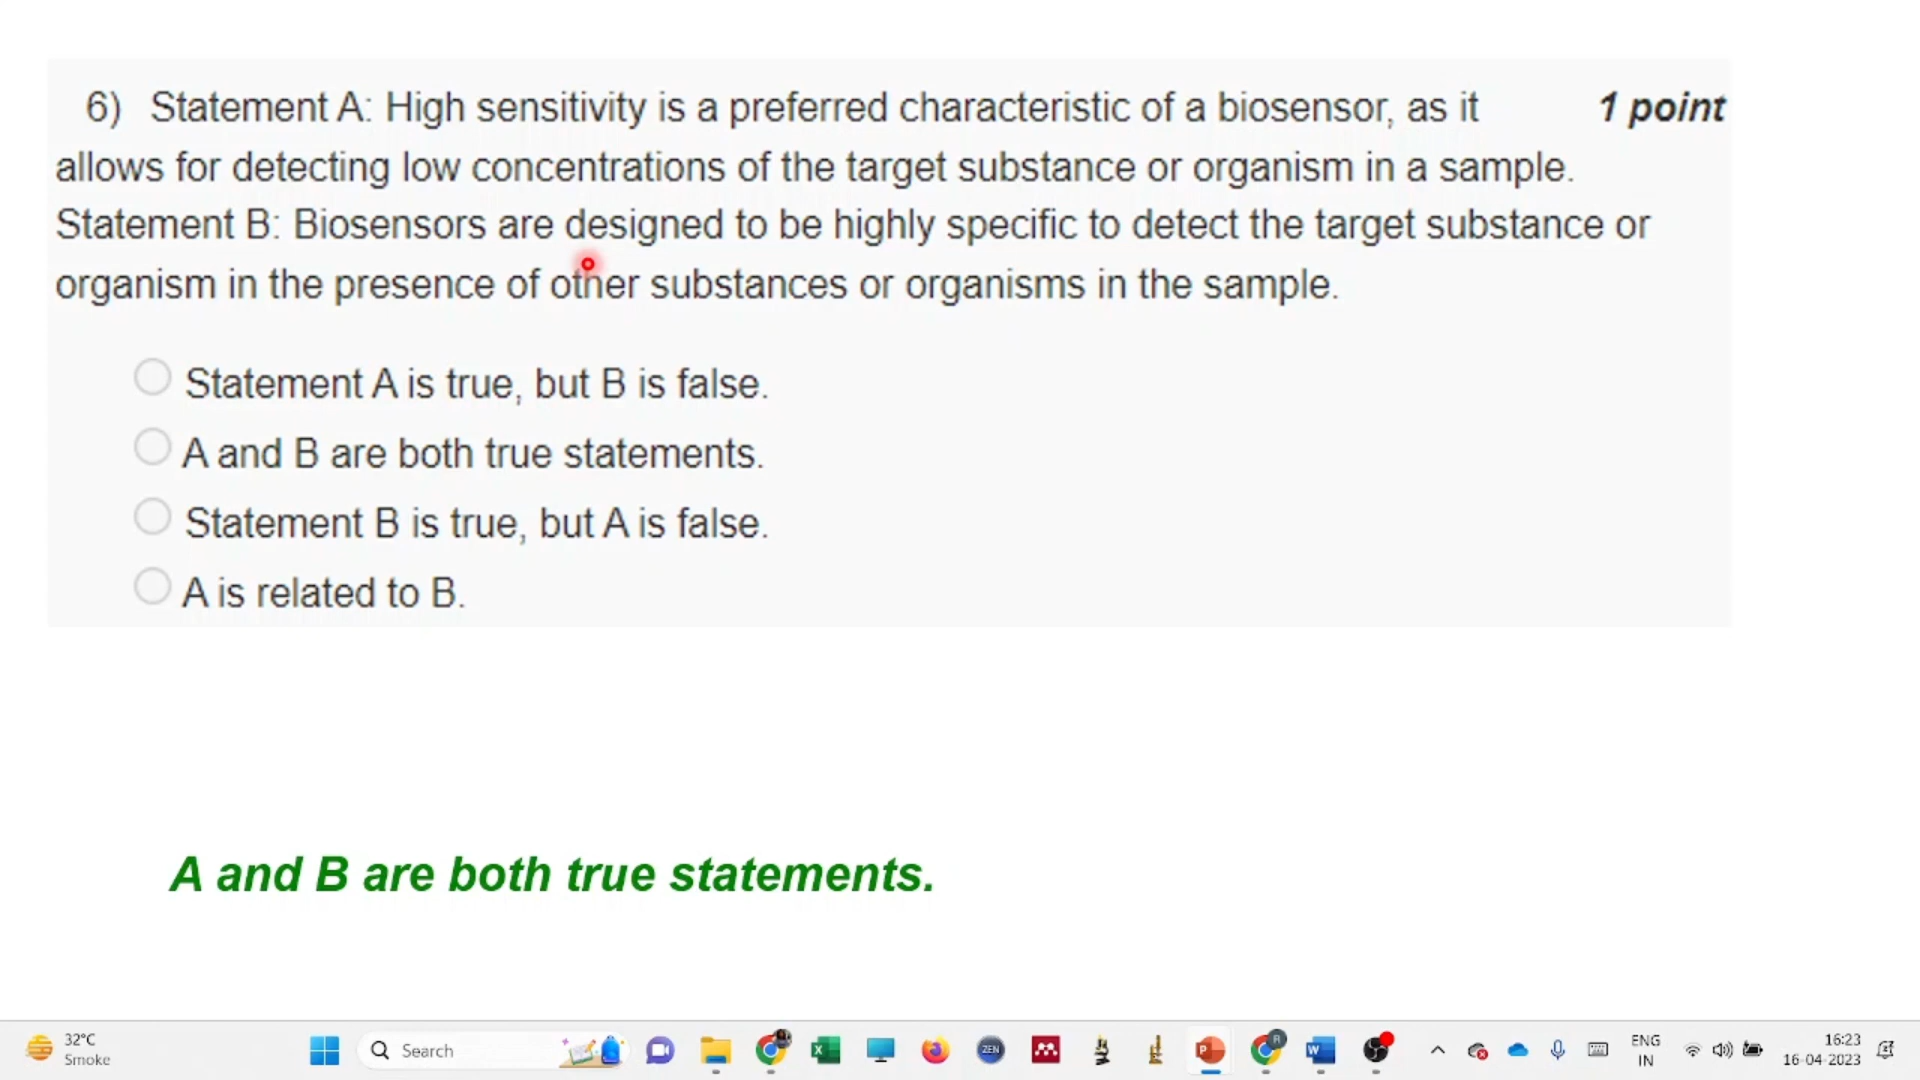 6) Statement A: High sensitivity is a preferred characteristic of a biosensor, as it 1 point
allows for detecting low concentrations of the target substance or organism in a sample.
Statement B: Biosensors are designed to be highly specific to detect the target substance or
organism in the presence of other substances or organisms in the sample.
Statement A is true, but B is false.
A and B are both true statements.
Statement B is true, but A is false.
A is related to B.
A and B are both true statements.
32°C
Smoke
Search
ZEN
ENG
IN
16:23
16-04-2023